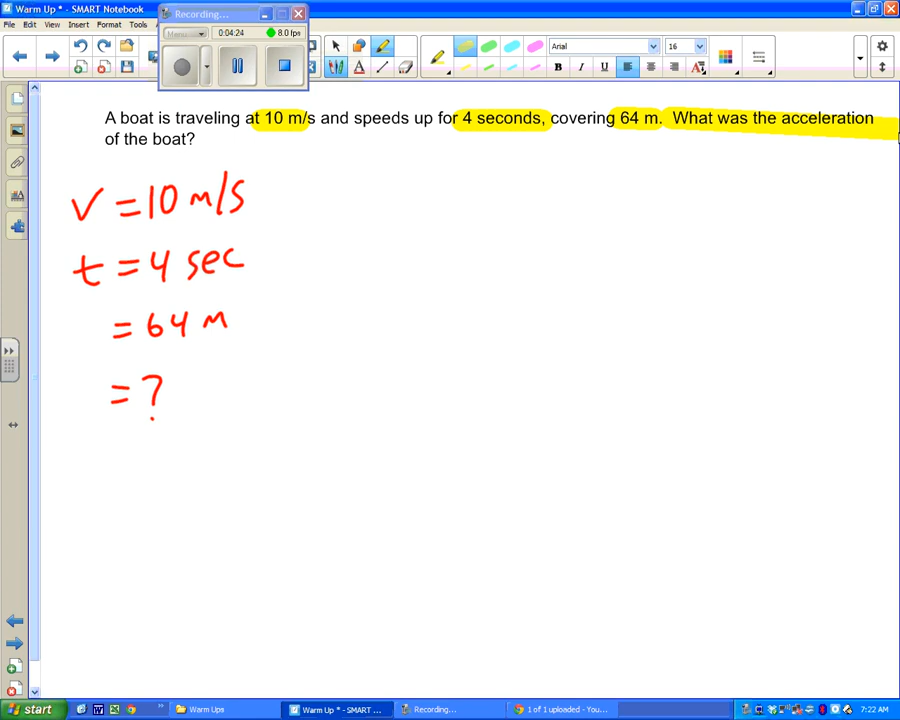 Warm Up * - SMART Notebook
Recording...
File Edit View Insert Format Tools
Menu
0:04:24
8.0 fps
Arial
16
B I U
A boat is traveling at 10 m/s and speeds up for 4 seconds, covering 64 m. What was the acceleration
of the boat?
v = 10 m/s
t = 4 sec
= 64 m
= ?
start
Warm Ups
Warm Up * - SMART ...
Recording...
1 of 1 uploaded - You...
7:22 AM